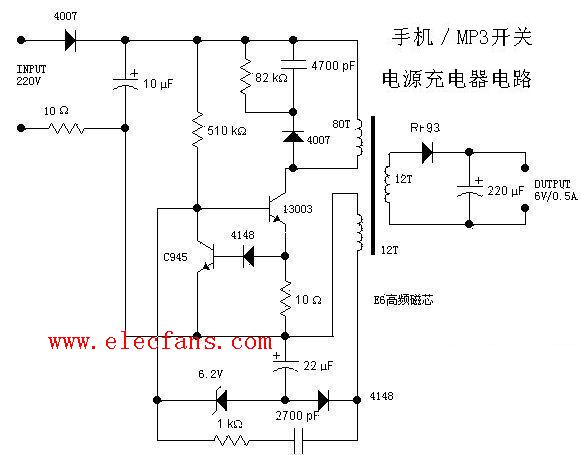 4007
手机／MP3开关
电源充电器电路
INPUT
220V
10 µF
82 kΩ
4700 pF
10 Ω
510 kΩ
4007
80T
Rr93
12T
220 µF
DUTPUT
6V/0.5A
13003
C945
4148
12T
10 Ω
E6高频磁芯
www.elecfans.com
22 µF
6.2V
4148
2700 pF
1 kΩ